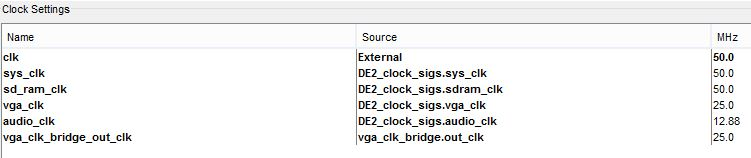 Clock Settings
Name Source MHz
clk External 50.0
sys_clk DE2_clock_sigs.sys_clk 50.0
sd_ram_clk DE2_clock_sigs.sdram_clk 50.0
vga_clk DE2_clock_sigs.vga_clk 25.0
audio_clk DE2_clock_sigs.audio_clk 12.88
vga_clk_bridge_out_clk vga_clk_bridge.out_clk 25.0